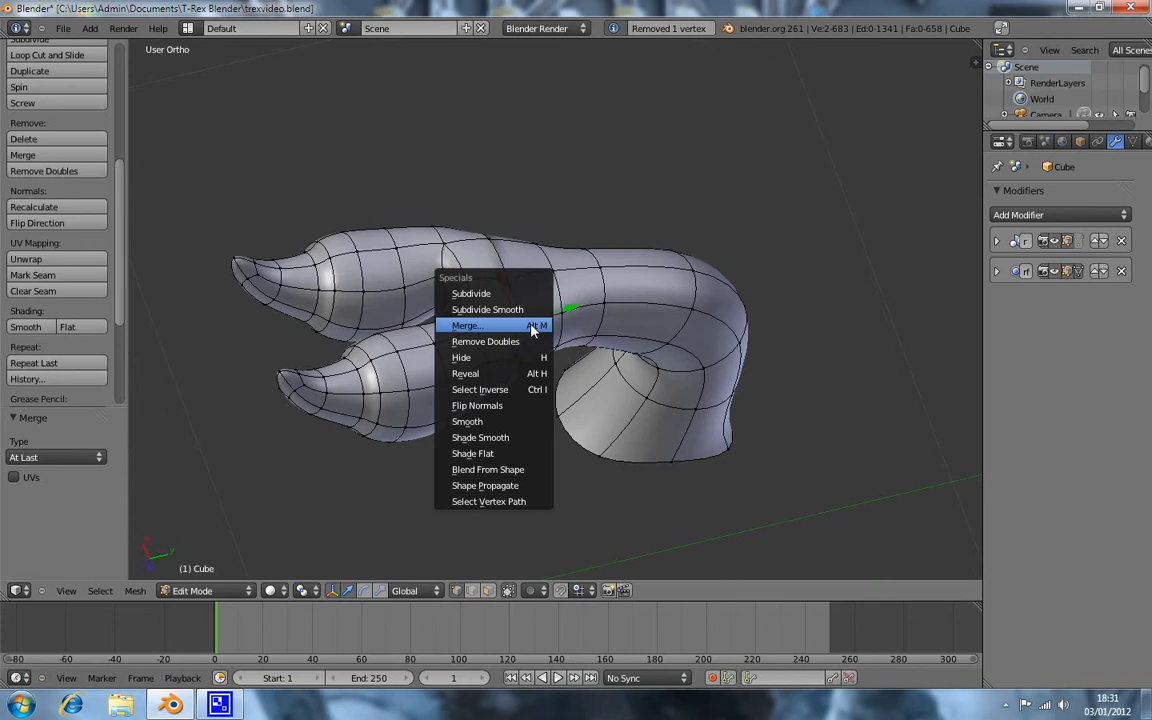 Blender* [C:\Users\Admin\Documents\T-Rex Blender\trexvideo.blend]
File Add Render Help Default Scene Blender Render Removed 1 vertex blender.org 261 | Ve:2-683 | Ed:0-1341 | Fa:0-658 | Cube
User Ortho
View Search All Scenes
Subdivide
Loop Cut and Slide
Duplicate
Spin
Screw
Remove:
Delete
Merge
Remove Doubles
Normals:
Recalculate
Flip Direction
UV Mapping:
Unwrap
Mark Seam
Clear Seam
Shading:
Smooth Flat
Repeat:
Repeat Last
History...
Grease Pencil:
Merge
Type
At Last
UVs
Specials
Subdivide
Subdivide Smooth
Merge... Alt M
Remove Doubles
Hide H
Reveal Alt H
Select Inverse Ctrl I
Flip Normals
Smooth
Shade Smooth
Shade Flat
Blend From Shape
Shape Propagate
Select Vertex Path
Scene
RenderLayers
World
Camera
Cube
Modifiers
Add Modifier
x y
(1) Cube
View Select Mesh Edit Mode Global
-80 -60 -40 -20 0 20 40 60 80 100 120 140 160 180 200 220 240 260 280 300
View Marker Frame Playback Start: 1 End: 250 1 No Sync
18:31
03/01/2012